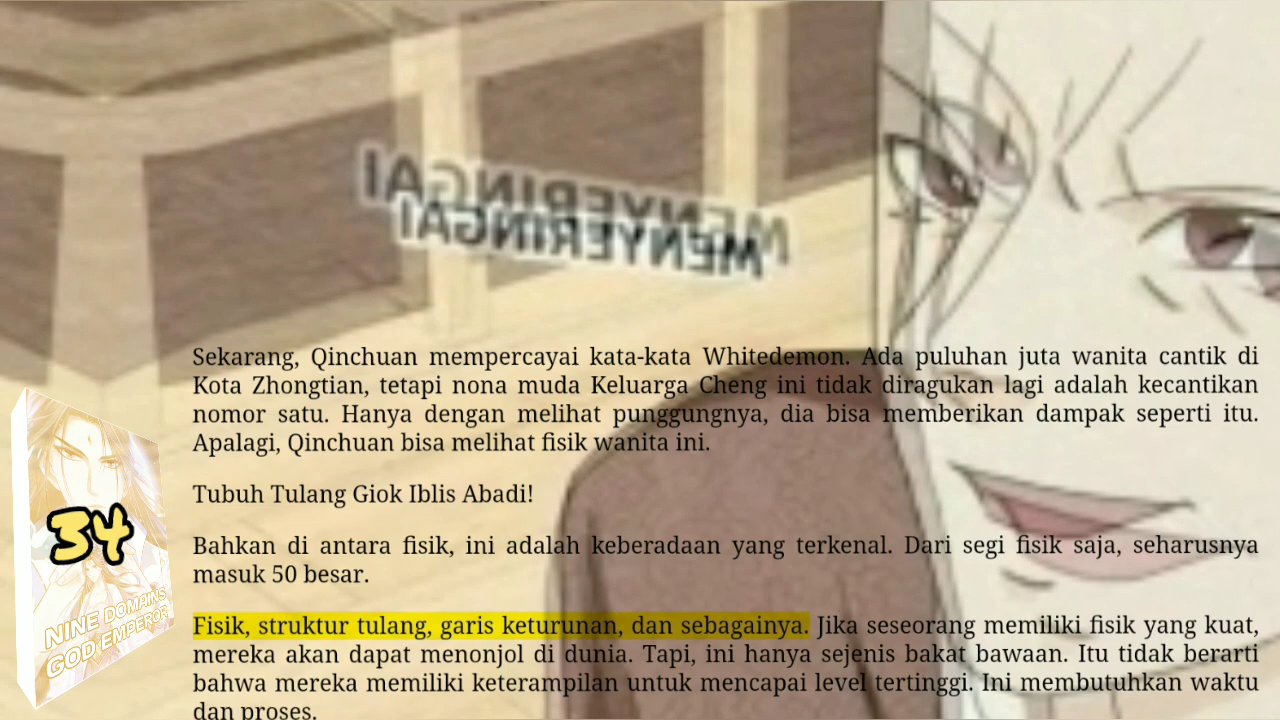 MENYERINGAI
MENYERINGAI
Sekarang, Qinchuan mempercayai kata-kata Whitedemon. Ada puluhan juta wanita cantik di
Kota Zhongtian, tetapi nona muda Keluarga Cheng ini tidak diragukan lagi adalah kecantikan
nomor satu. Hanya dengan melihat punggungnya, dia bisa memberikan dampak seperti itu.
Apalagi, Qinchuan bisa melihat fisik wanita ini.
Tubuh Tulang Giok Iblis Abadi!
Bahkan di antara fisik, ini adalah keberadaan yang terkenal. Dari segi fisik saja, seharusnya
masuk 50 besar.
Fisik, struktur tulang, garis keturunan, dan sebagainya. Jika seseorang memiliki fisik yang kuat,
mereka akan dapat menonjol di dunia. Tapi, ini hanya sejenis bakat bawaan. Itu tidak berarti
bahwa mereka memiliki keterampilan untuk mencapai level tertinggi. Ini membutuhkan waktu
dan proses.
34
NINE DOMAINS
GOD EMPEROR